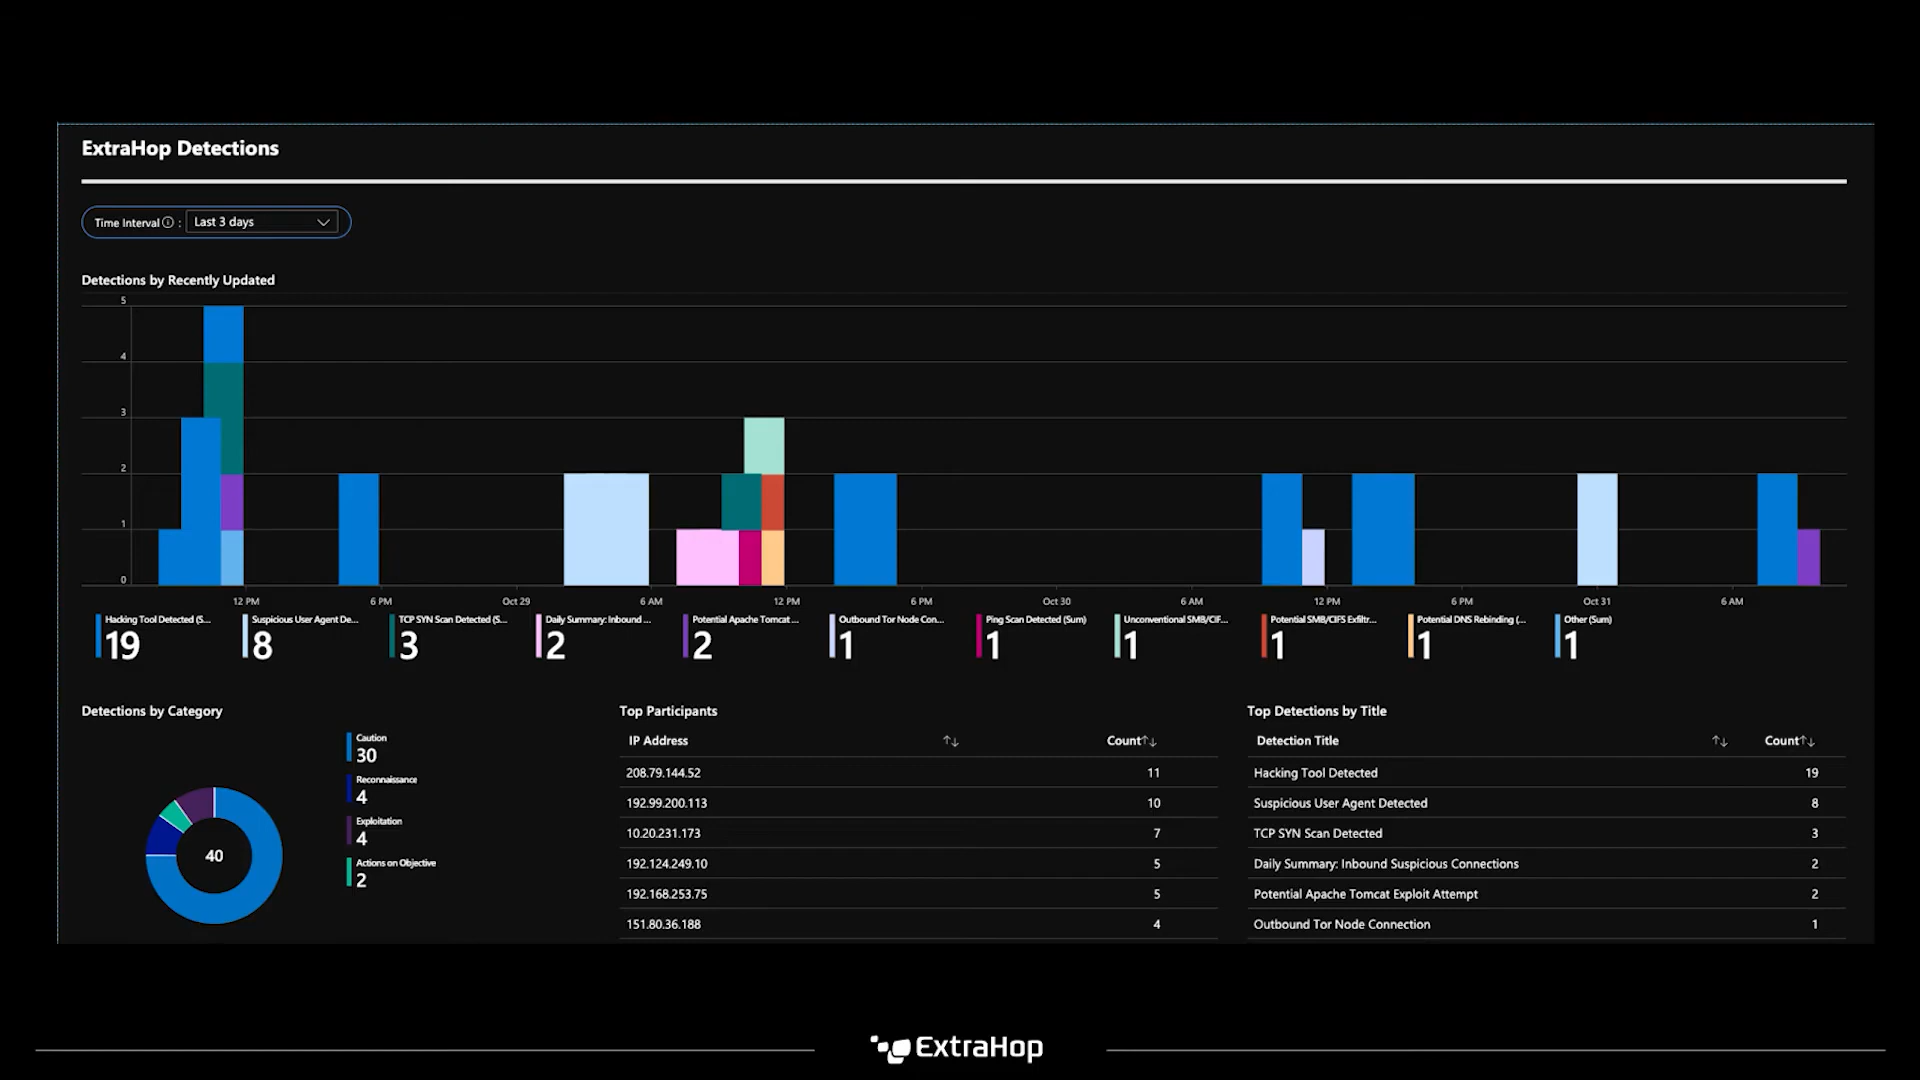 ExtraHop Detections
Time Interval : Last 3 days
Detections by Recently Updated
5
4
3
2
1
0
12 PM 6 PM Oct 29 6 AM 12 PM 6 PM Oct 30 6 AM 12 PM 6 PM Oct 31 6 AM
Hacking Tool Detected (S... Suspicious User Agent De... TCP SYN Scan Detected (S... Daily Summary: Inbound ... Potential Apache Tomcat ... Outbound Tor Node Con... Ping Scan Detected (Sum) Unconventional SMB/CIF... Potential SMB/CIFS Exfiltr... Potential DNS Rebinding (... Other (Sum)
19 8 3 2 2 1 1 1 1 1 1
Detections by Category
Caution
30
Reconnaissance
4
Exploitation
4
Actions on Objective
2
40
Top Participants
IP Address Count
208.79.144.52 11
192.99.200.113 10
10.20.231.173 7
192.124.249.10 5
192.168.253.75 5
151.80.36.188 4
Top Detections by Title
Detection Title Count
Hacking Tool Detected 19
Suspicious User Agent Detected 8
TCP SYN Scan Detected 3
Daily Summary: Inbound Suspicious Connections 2
Potential Apache Tomcat Exploit Attempt 2
Outbound Tor Node Connection 1
ExtraHop